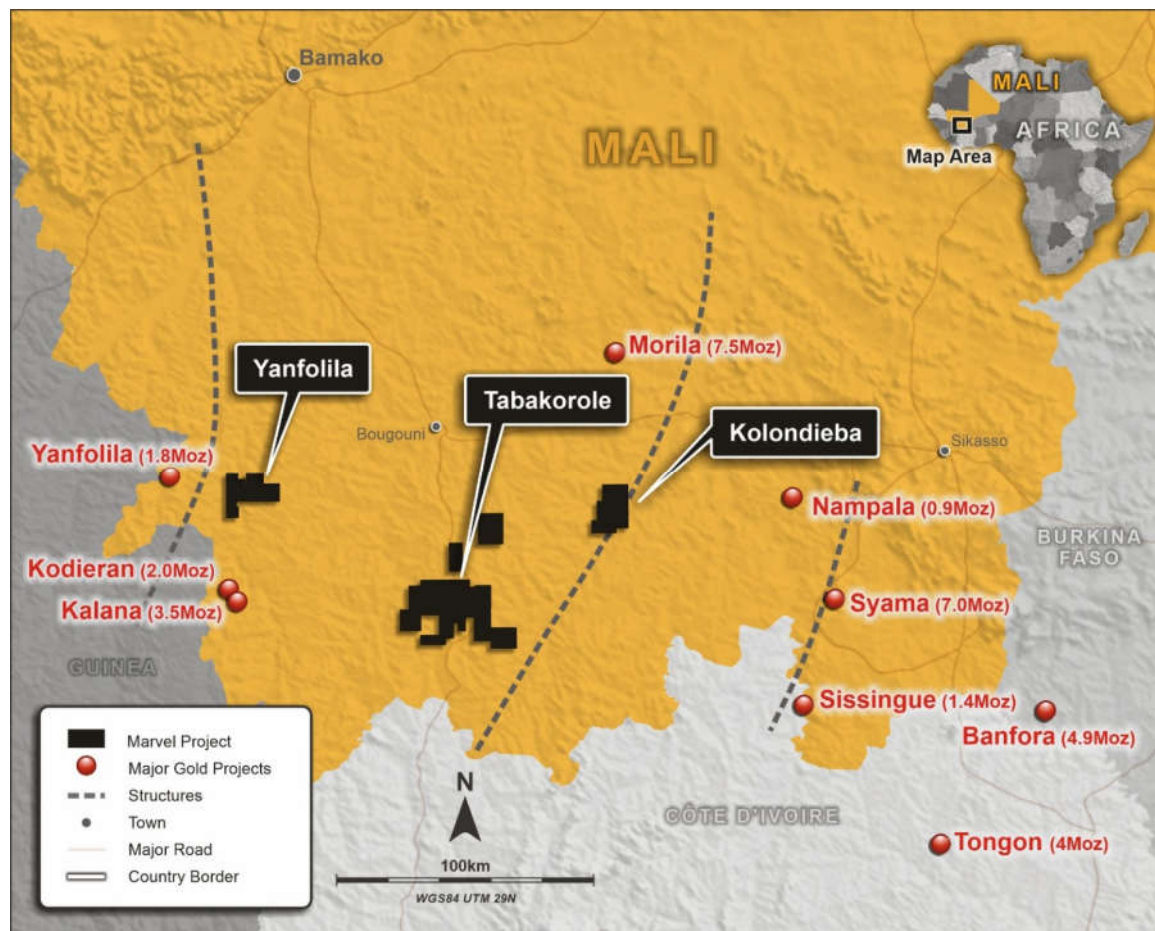 Bamako
MALI
MALI
AFRICA
Map Area
Morila (7.5Moz)
Yanfolila
Tabakorole
Kolondieba
Bougouni
Sikasso
Yanfolila (1.8Moz)
Nampala (0.9Moz)
BURKINA
FASO
Kodieran (2.0Moz)
Kalana (3.5Moz)
Syama (7.0Moz)
GUINEA
Sissingue (1.4Moz)
Banfora (4.9Moz)
Marvel Project
Major Gold Projects
Structures
Town
Major Road
Country Border
N
100km
WGS84 UTM 29N
CÔTE D'IVOIRE
Tongon (4Moz)